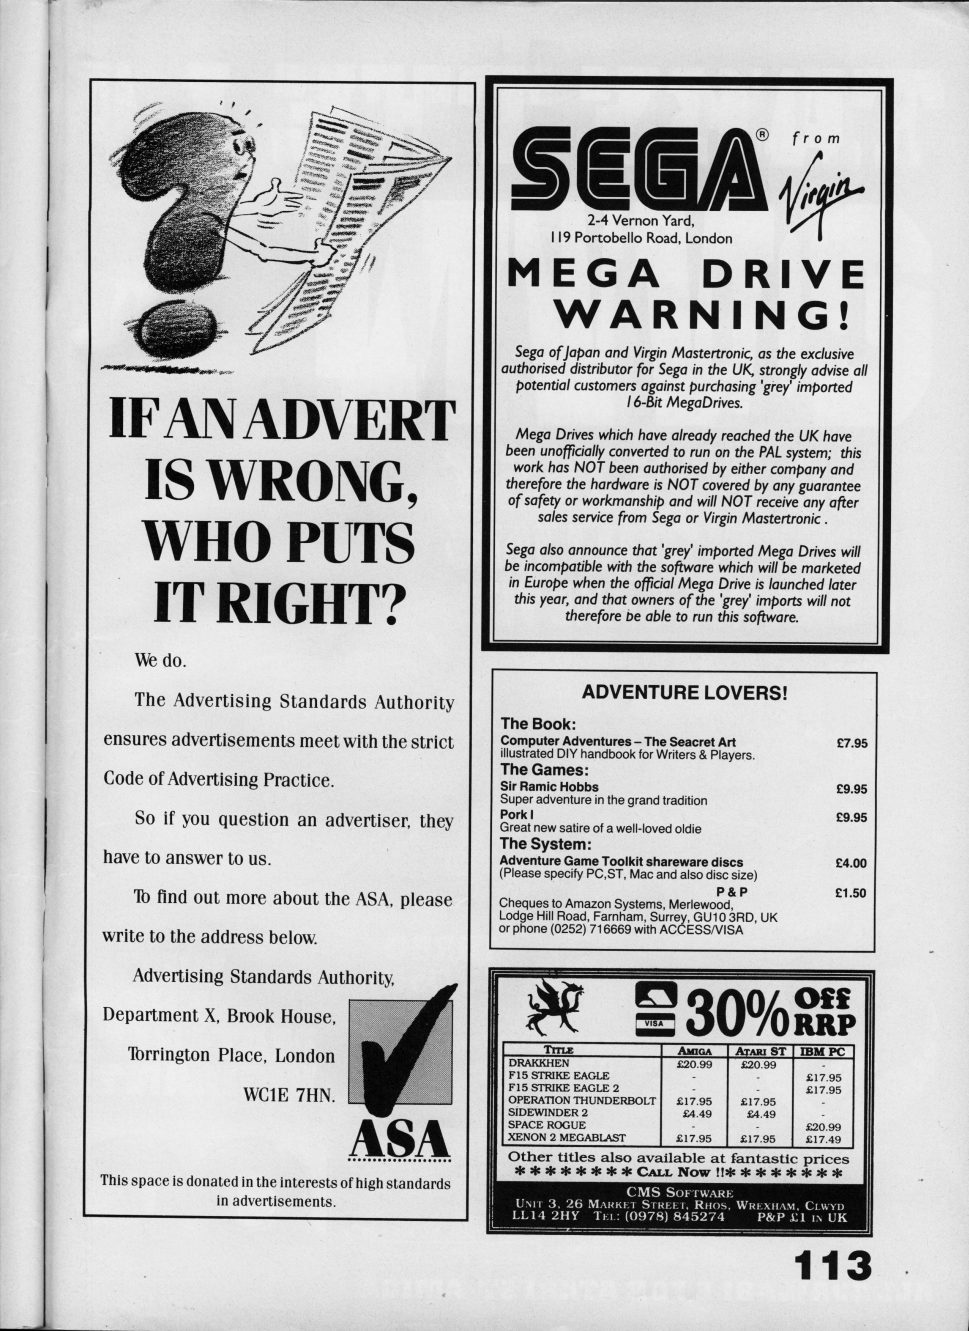 IF AN ADVERT
IS WRONG,
WHO PUTS
IT RIGHT?
We do.
The Advertising Standards Authority
ensures advertisements meet with the strict
Code of Advertising Practice.
So if you question an advertiser, they
have to answer to us.
To find out more about the ASA, please
write to the address below.
Advertising Standards Authority,
Department X, Brook House,
Torrington Place, London
WC1E 7HN.
ASA
This space is donated in the interests of high standards
in advertisements.
SEGA® from
Virgin
2-4 Vernon Yard,
119 Portobello Road, London
MEGA DRIVE
WARNING!
Sega of Japan and Virgin Mastertronic, as the exclusive
authorised distributor for Sega in the UK, strongly advise all
potential customers against purchasing 'grey' imported
16-Bit MegaDrives.
Mega Drives which have already reached the UK have
been unofficially converted to run on the PAL system; this
work has NOT been authorised by either company and
therefore the hardware is NOT covered by any guarantee
of safety or workmanship and will NOT receive any after
sales service from Sega or Virgin Mastertronic .
Sega also announce that 'grey' imported Mega Drives will
be incompatible with the software which will be marketed
in Europe when the official Mega Drive is launched later
this year, and that owners of the 'grey' imports will not
therefore be able to run this software.
ADVENTURE LOVERS!
The Book:
Computer Adventures – The Seacret Art £7.95
illustrated DIY handbook for Writers & Players.
The Games:
Sir Ramic Hobbs £9.95
Super adventure in the grand tradition
Pork I £9.95
Great new satire of a well-loved oldie
The System:
Adventure Game Toolkit shareware discs £4.00
(Please specify PC,ST, Mac and also disc size)
P & P £1.50
Cheques to Amazon Systems, Merlewood,
Lodge Hill Road, Farnham, Surrey, GU10 3RD, UK
or phone (0252) 716669 with ACCESS/VISA
VISA
30% Off
RRP
TITLE AMIGA ATARI ST IBM PC
DRAKKHEN £20.99 £20.99 -
F15 STRIKE EAGLE - - £17.95
F15 STRIKE EAGLE 2 - - £17.95
OPERATION THUNDERBOLT £17.95 £17.95 -
SIDEWINDER 2 £4.49 £4.49 -
SPACE ROGUE - - £20.99
XENON 2 MEGABLAST £17.95 £17.95 £17.49
Other titles also available at fantastic prices
******** CALL NOW !!********
CMS SOFTWARE
UNIT 3, 26 MARKET STREET, RHOS, WREXHAM, CLWYD
LL14 2HY TEL: (0978) 845274 P&P £1 IN UK
113